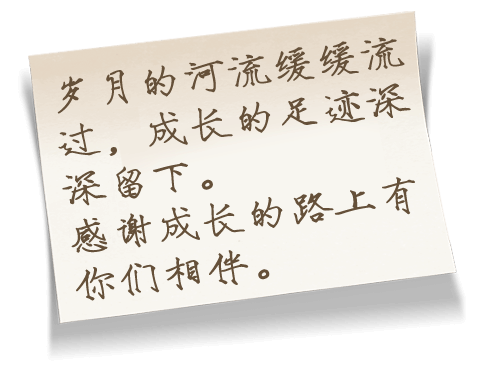 岁月的河流缓缓流
过，成长的足迹深
深留下。
感谢成长的路上有
你们相伴。